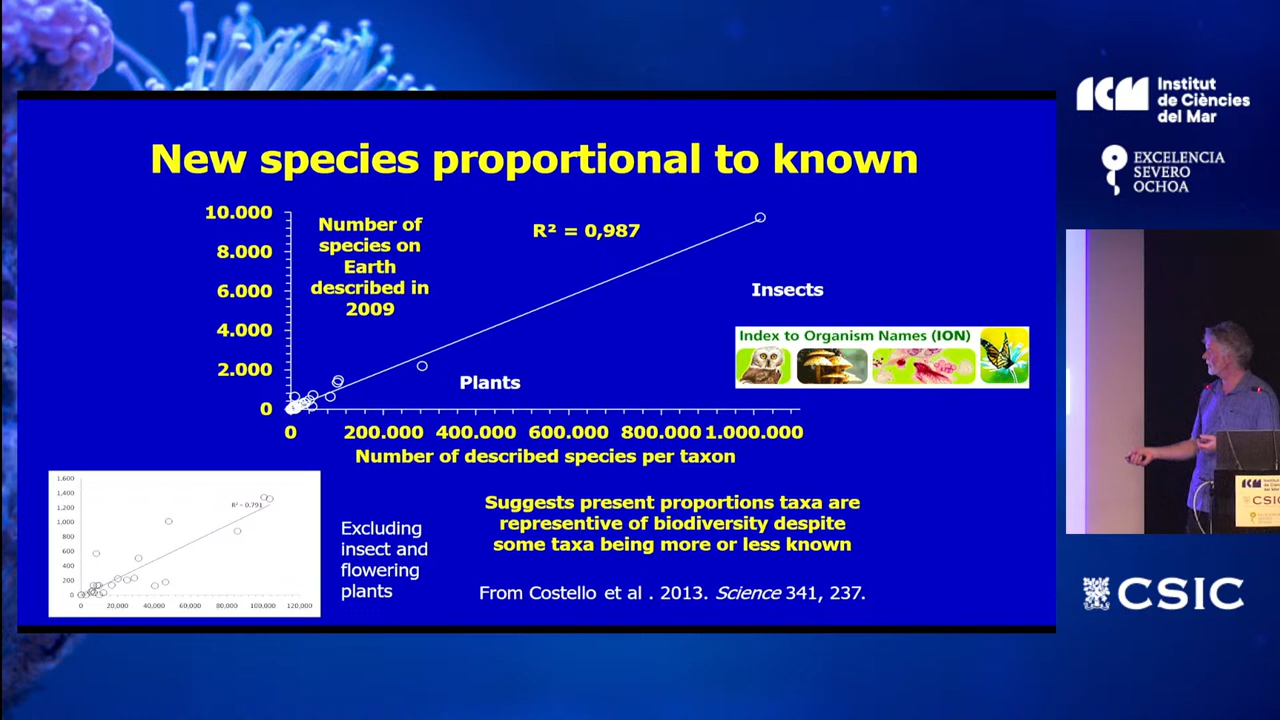 New species proportional to known
10.000
8.000
6.000
4.000
2.000
0
Number of
species on
Earth
described in
2009
R² = 0,987
Insects
Plants
Index to Organism Names (ION)
0
200.000
400.000
600.000
800.000
1.000.000
Number of described species per taxon
1,600
1,400
1,200
1,000
800
600
400
200
0
R² = 0.791
0
20,000
40,000
60,000
80,000
100,000
120,000
Excluding
insect and
flowering
plants
Suggests present proportions taxa are
representive of biodiversity despite
some taxa being more or less known
From Costello et al . 2013. Science 341, 237.
ICM
Institut
de Ciències
del Mar
EXCELENCIA
SEVERO
OCHOA
ICM
CSIC
CSIC